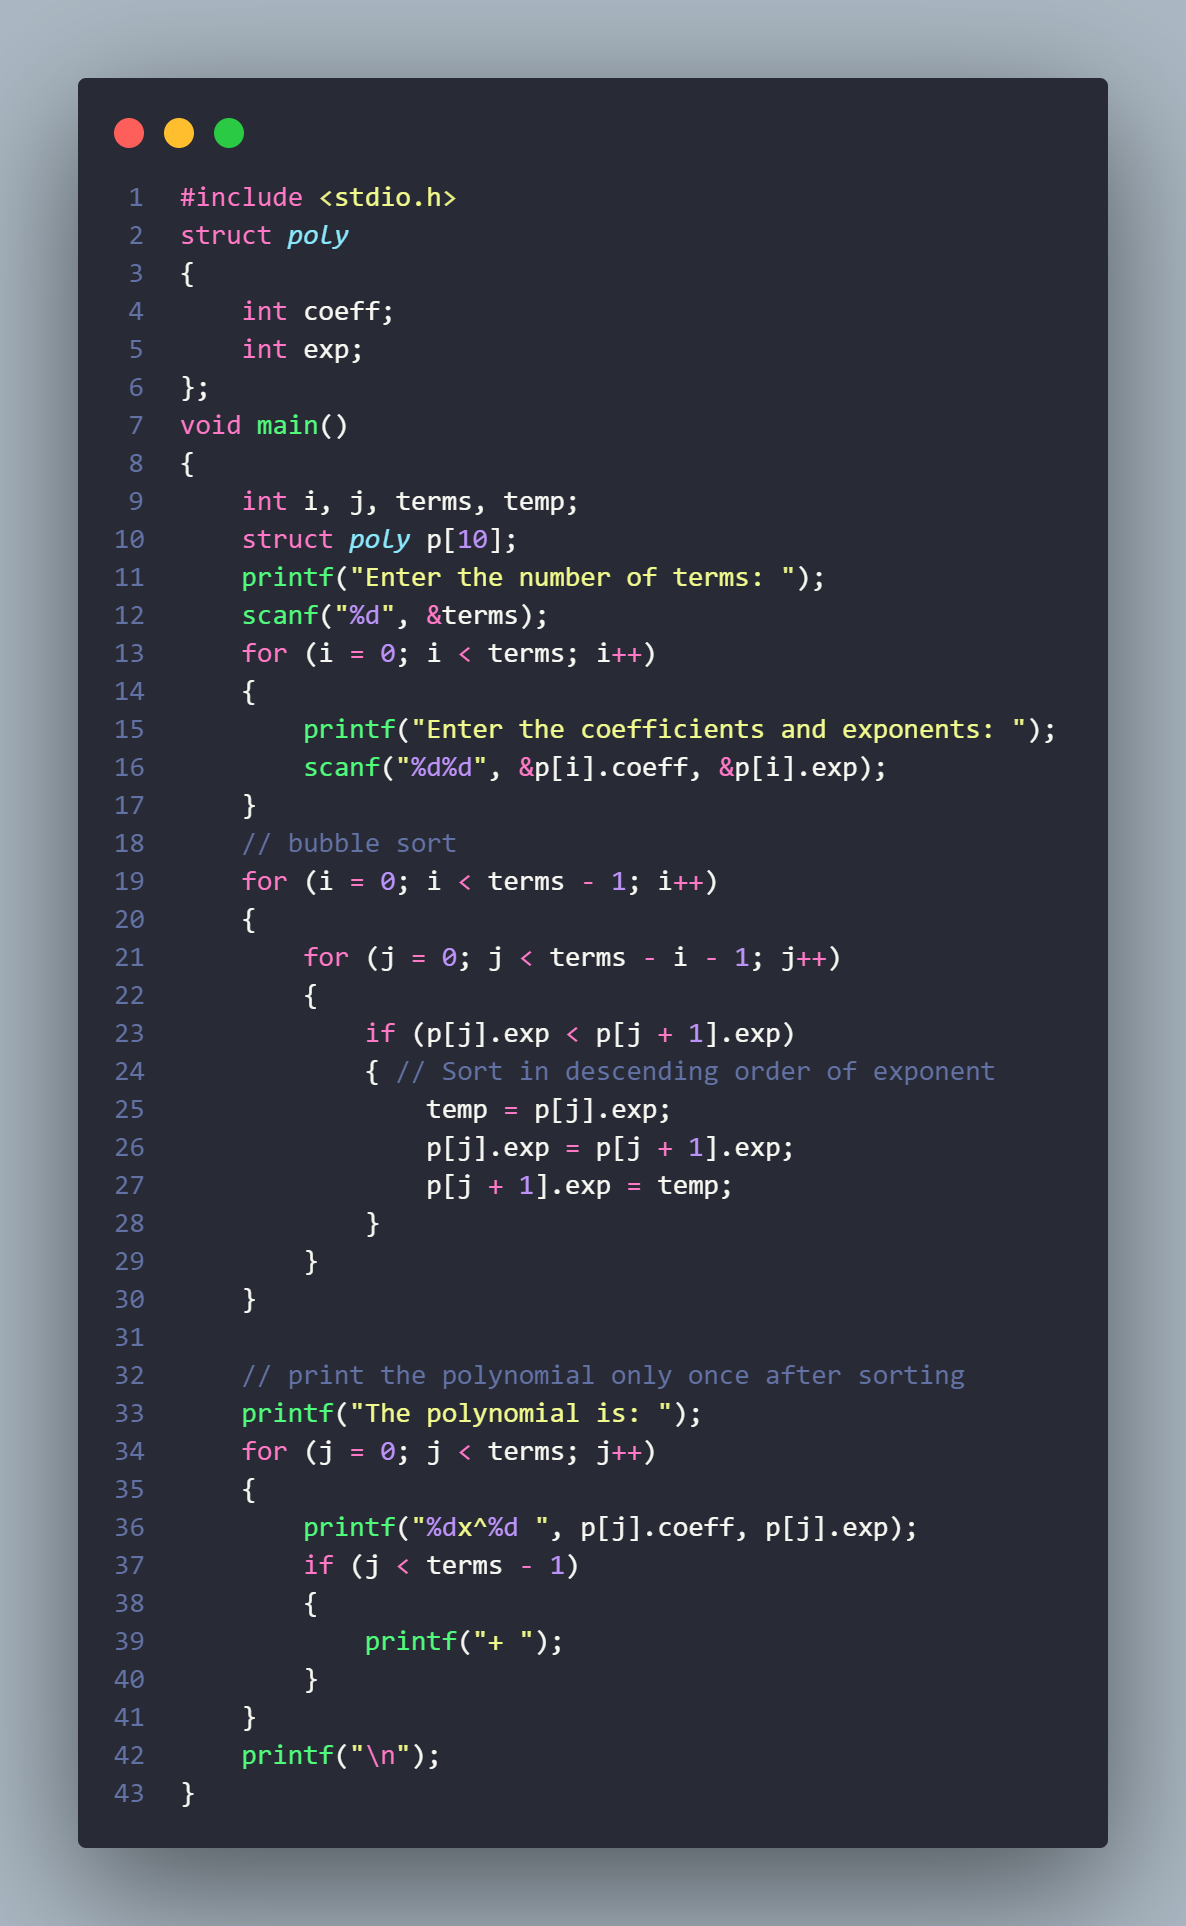 1 #include <stdio.h>
2 struct poly
3 {
4     int coeff;
5     int exp;
6 };
7 void main()
8 {
9     int i, j, terms, temp;
10     struct poly p[10];
11     printf("Enter the number of terms: ");
12     scanf("%d", &terms);
13     for (i = 0; i < terms; i++)
14     {
15         printf("Enter the coefficients and exponents: ");
16         scanf("%d%d", &p[i].coeff, &p[i].exp);
17     }
18     // bubble sort
19     for (i = 0; i < terms - 1; i++)
20     {
21         for (j = 0; j < terms - i - 1; j++)
22         {
23             if (p[j].exp < p[j + 1].exp)
24             { // Sort in descending order of exponent
25                 temp = p[j].exp;
26                 p[j].exp = p[j + 1].exp;
27                 p[j + 1].exp = temp;
28             }
29         }
30     }
31
32     // print the polynomial only once after sorting
33     printf("The polynomial is: ");
34     for (j = 0; j < terms; j++)
35     {
36         printf("%dx^%d ", p[j].coeff, p[j].exp);
37         if (j < terms - 1)
38         {
39             printf("+ ");
40         }
41     }
42     printf("\n");
43 }